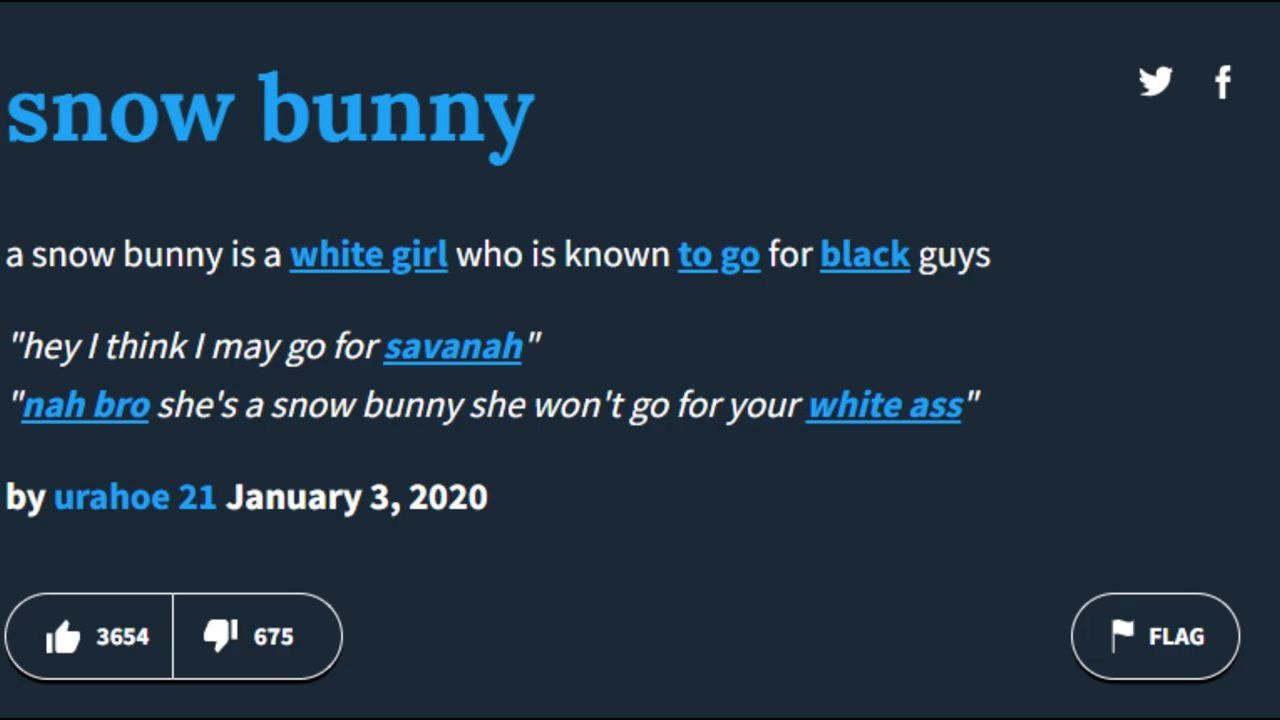 snow bunny
a snow bunny is a white girl who is known to go for black guys
"hey I think I may go for savanah"
"nah bro she's a snow bunny she won't go for your white ass"
by urahoe 21 January 3, 2020
3654 675 FLAG